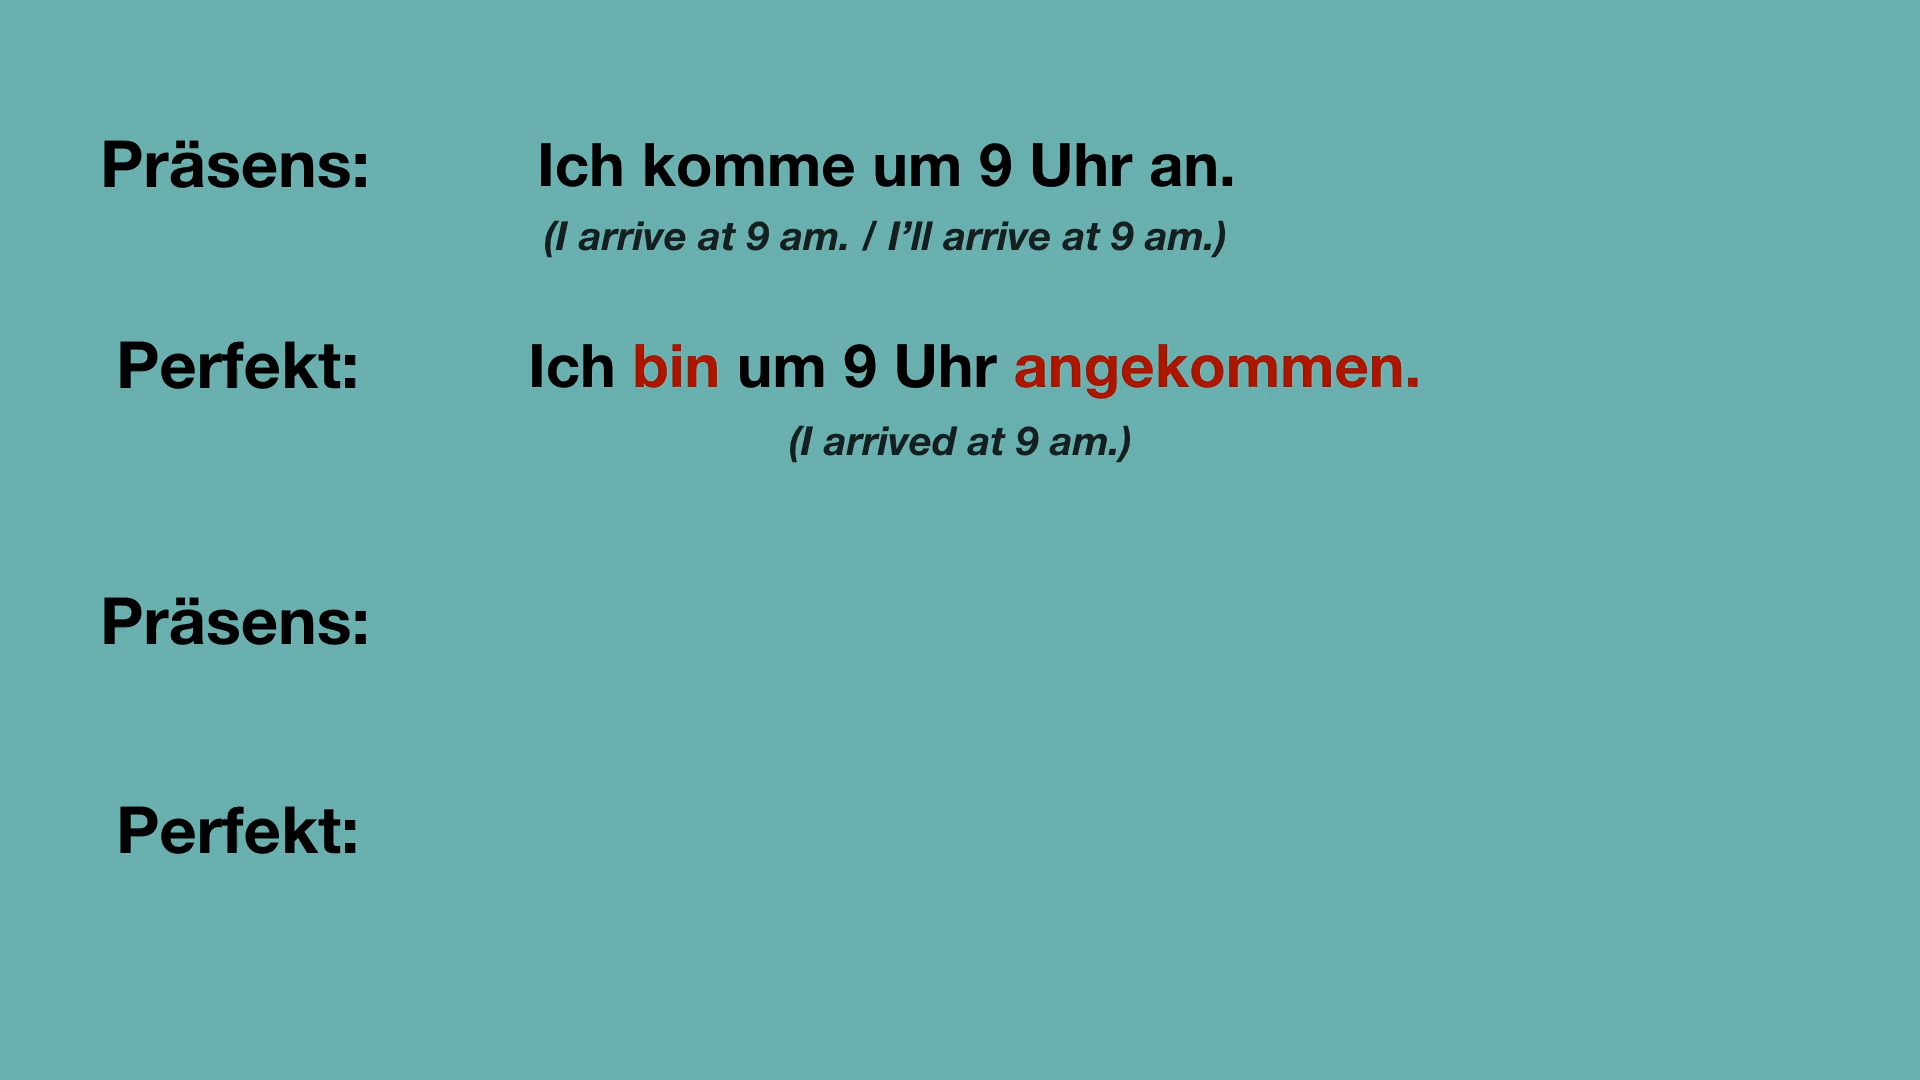 Präsens: Ich komme um 9 Uhr an.
(I arrive at 9 am. / I’ll arrive at 9 am.)
Perfekt: Ich bin um 9 Uhr angekommen.
(I arrived at 9 am.)
Präsens:
Perfekt: